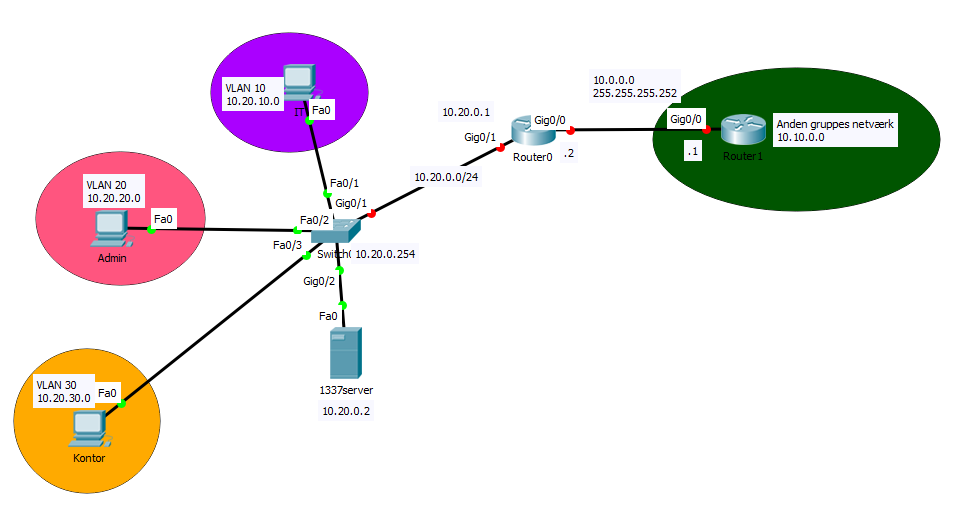 VLAN 10
10.20.10.0
IT
Fa0
Fa0/1
VLAN 20
10.20.20.0
Fa0
Admin
Fa0/2
Fa0/3
Gig0/1
Switch(
10.20.0.254
Gig0/2
Fa0
1337server
10.20.0.2
VLAN 30
10.20.30.0
Fa0
Kontor
10.20.0.1
Gig0/1
Gig0/0
Router0
.2
10.20.0.0/24
10.0.0.0
255.255.255.252
Gig0/0
.1
Router1
Anden gruppes netværk
10.10.0.0